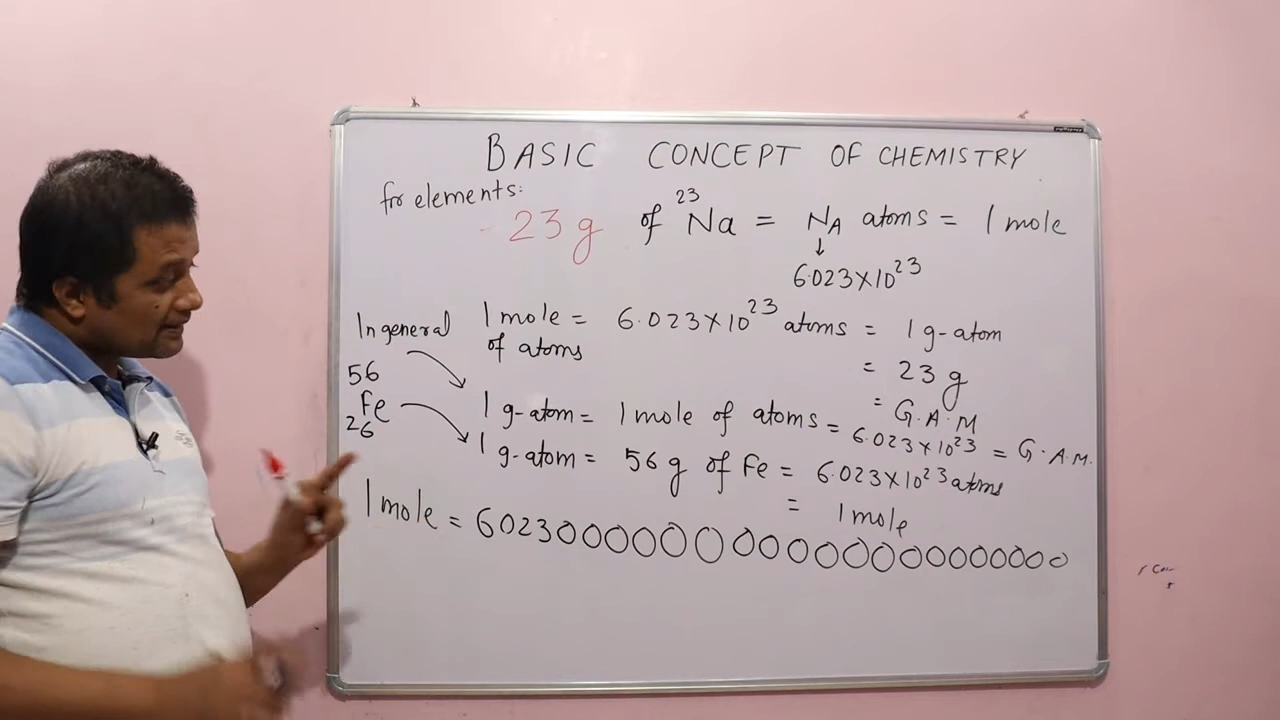 BASIC CONCEPT OF CHEMISTRY
for elements:
23 g of ²³Na = N_A atoms = 1 mole
↓
6.023×10²³
In general 1 mole = 6.023×10²³ atoms = 1 g-atom
of atoms
= 23 g
= G.A.M
56
Fe
26
1 g-atom = 1 mole of atoms = 6.023×10²³ = G.A.M.
1 g-atom = 56 g of Fe = 6.023×10²³ atoms
= 1 mole
1 mole = 602300000000000000000000